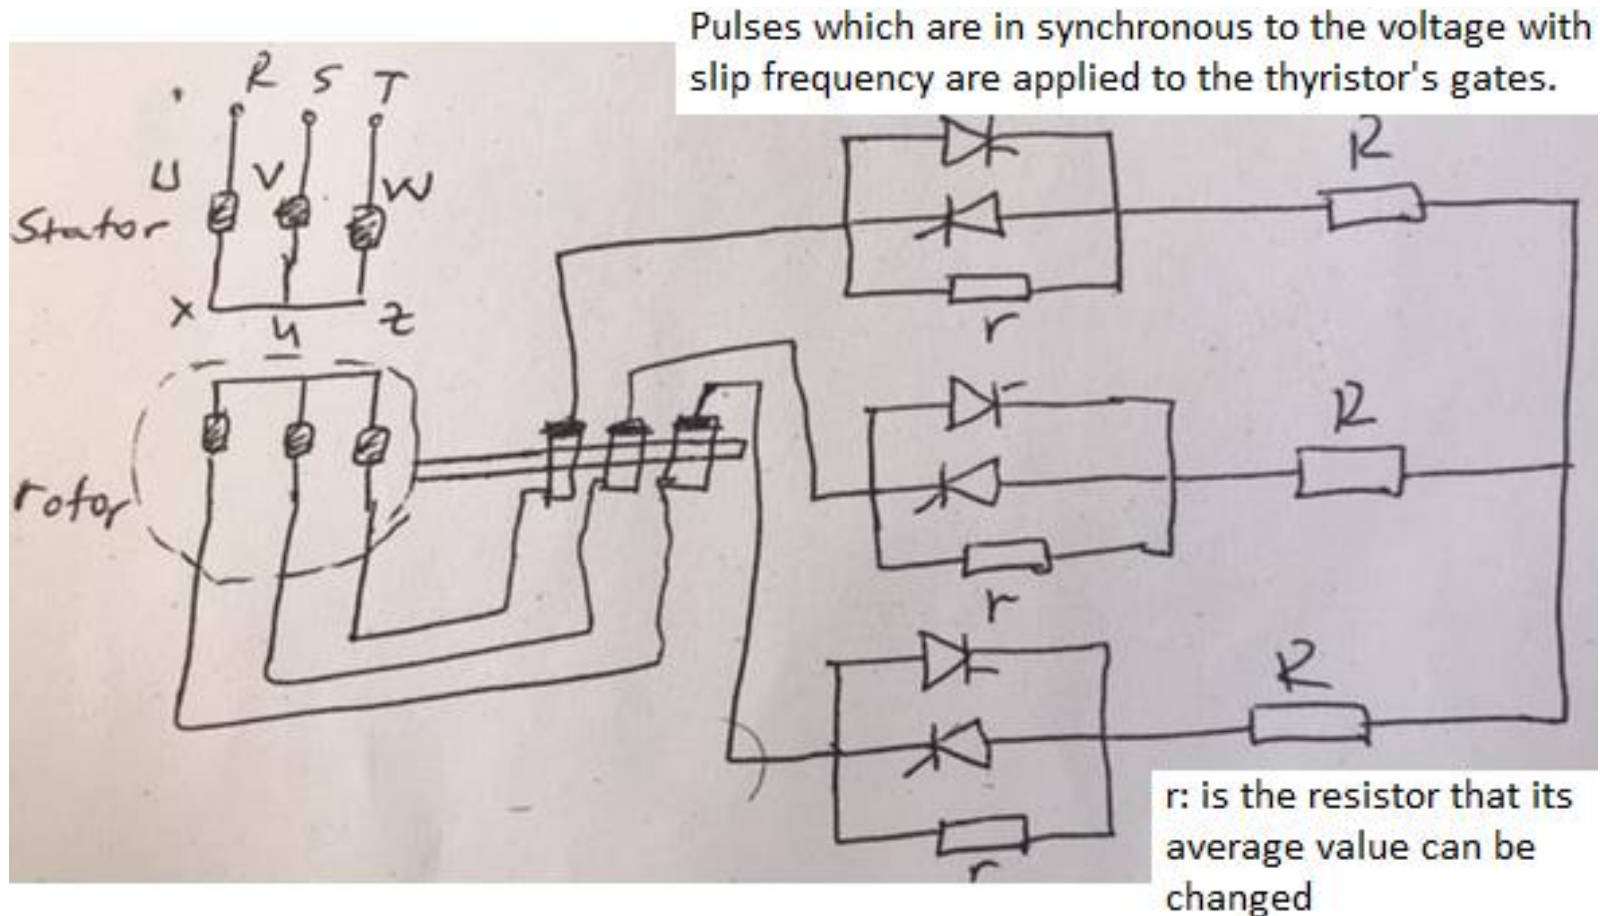 Pulses which are in synchronous to the voltage with
slip frequency are applied to the thyristor's gates.
R S T
U V W
Stator
X y Z
rotor
R
r
R
r
R
r
r: is the resistor that its
average value can be
changed